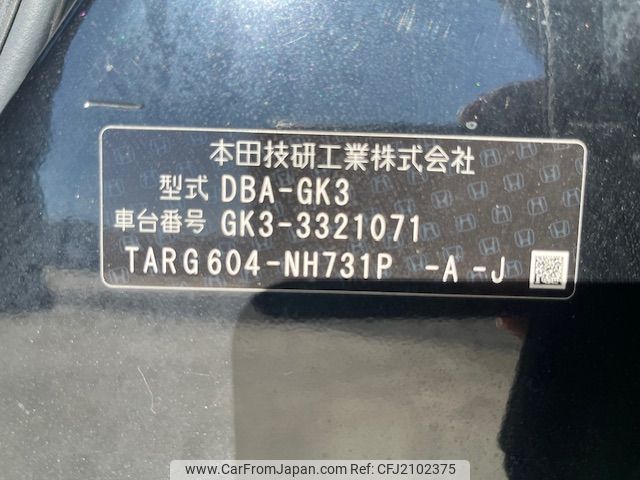 本田技研工業株式会社
型式 DBA-GK3
車台番号 GK3-3321071
TARG604-NH731P -A -J
www.CarFromJapan.com | Ref No: CFJ2102375